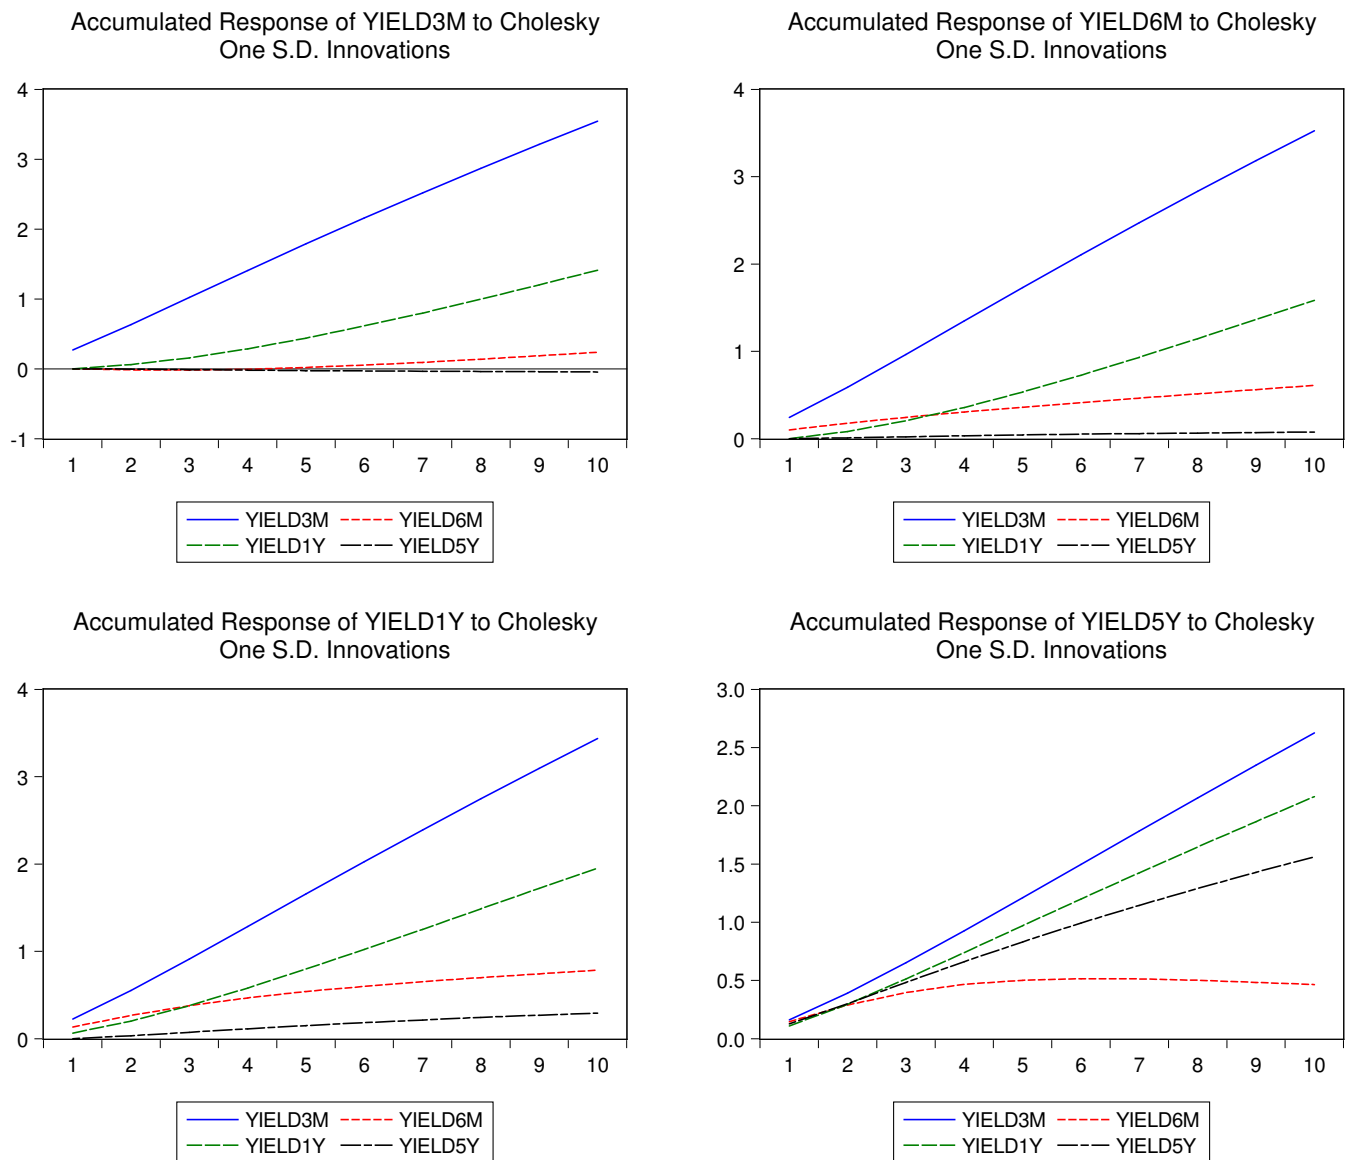 Accumulated Response of YIELD3M to Cholesky
One S.D. Innovations
4
3
2
1
0
-1
1 2 3 4 5 6 7 8 9 10
YIELD3M YIELD6M
YIELD1Y YIELD5Y
Accumulated Response of YIELD6M to Cholesky
One S.D. Innovations
4
3
2
1
0
1 2 3 4 5 6 7 8 9 10
YIELD3M YIELD6M
YIELD1Y YIELD5Y
Accumulated Response of YIELD1Y to Cholesky
One S.D. Innovations
4
3
2
1
0
1 2 3 4 5 6 7 8 9 10
YIELD3M YIELD6M
YIELD1Y YIELD5Y
Accumulated Response of YIELD5Y to Cholesky
One S.D. Innovations
3.0
2.5
2.0
1.5
1.0
0.5
0.0
1 2 3 4 5 6 7 8 9 10
YIELD3M YIELD6M
YIELD1Y YIELD5Y